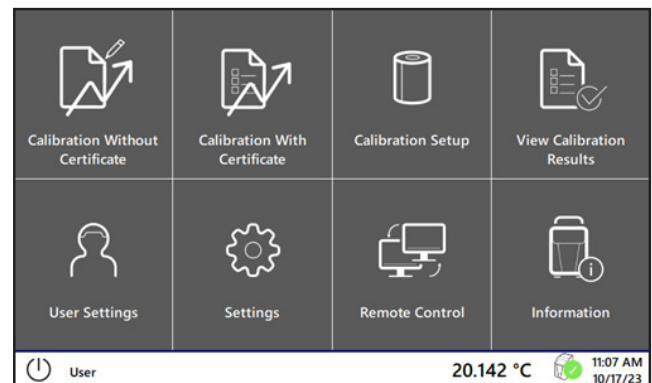 Calibration Without
Certificate
Calibration With
Certificate
Calibration Setup
View Calibration
Results
User Settings
Settings
Remote Control
Information
User
20.142 °C
11:07 AM
10/17/23